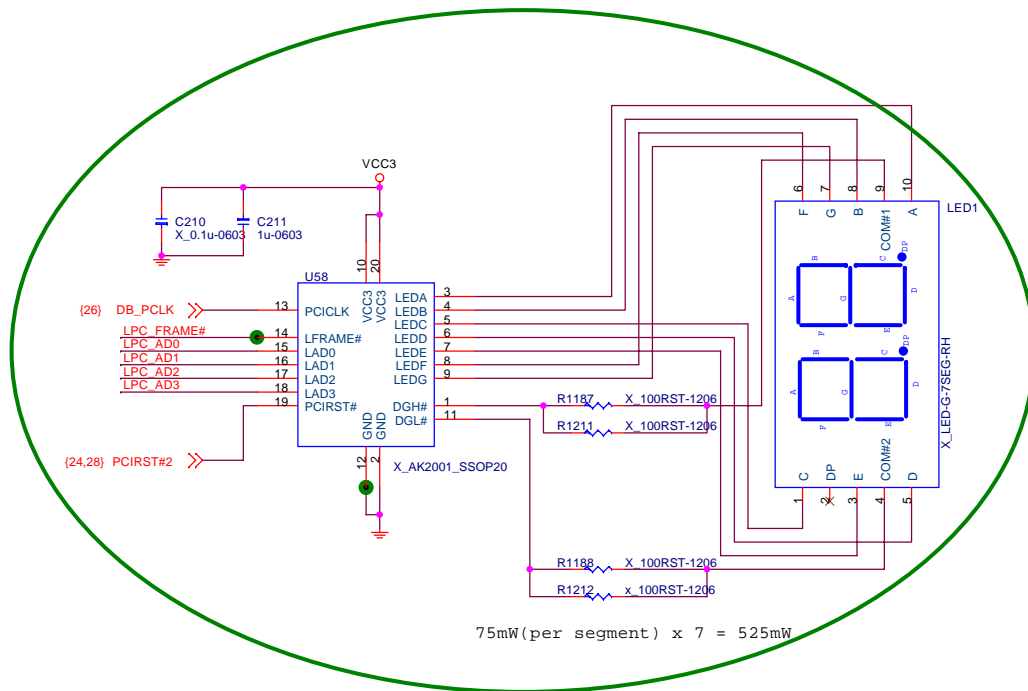 VCC3
C210
X_0.1u-0603
C211
1u-0603
U58
10
20
VCC3
VCC3
{26} DB_PCLK
13
PCICLK
LPC_FRAME#
14
LFRAME#
LPC_AD0
15
LAD0
LPC_AD1
16
LAD1
LPC_AD2
17
LAD2
LPC_AD3
18
LAD3
19
PCIRST#
{24,28} PCIRST#2
LEDA
3
LEDB
4
LEDC
5
LEDD
6
LEDE
7
LEDF
8
LEDG
9
DGH#
1
DGL#
11
GND
GND
12
2
X_AK2001_SSOP20
R1187
X_100RST-1206
R1211
X_100RST-1206
R1188
X_100RST-1206
R1212
x_100RST-1206
6
7
8
9
10
F
G
B
COM#1
A
LED1
B
C
DP
A
G
D
F
E
B
C
DP
A
G
D
F
E
X_LED-G-7SEG-RH
C
DP
E
COM#2
D
1
2
3
4
5
75mW(per segment) x 7 = 525mW